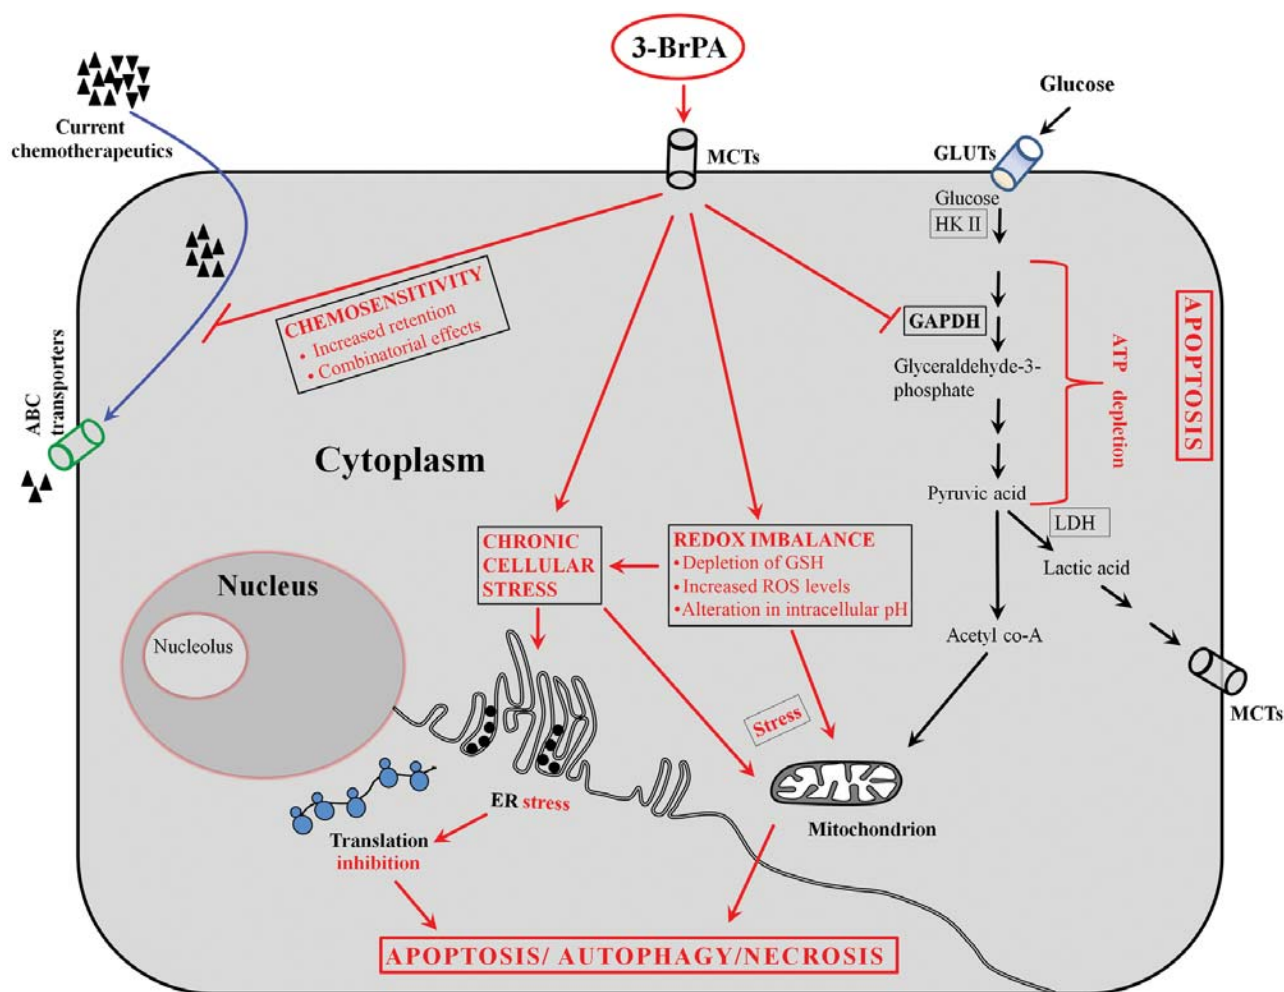 3-BrPA
Glucose
Current
chemotherapeutics
MCTs
GLUTs
Glucose
HK II
CHEMOSENSITIVITY
• Increased retention
• Combinatorial effects
GAPDH
Glyceraldehyde-3-
phosphate
ATP depletion
APOPTOSIS
ABC
transporters
Cytoplasm
Pyruvic acid
LDH
Lactic acid
CHRONIC
CELLULAR
STRESS
REDOX IMBALANCE
•Depletion of GSH
•Increased ROS levels
•Alteration in intracellular pH
Acetyl co-A
Nucleus
Nucleolus
MCTs
Stress
ER stress
Mitochondrion
Translation
inhibition
APOPTOSIS/ AUTOPHAGY/NECROSIS